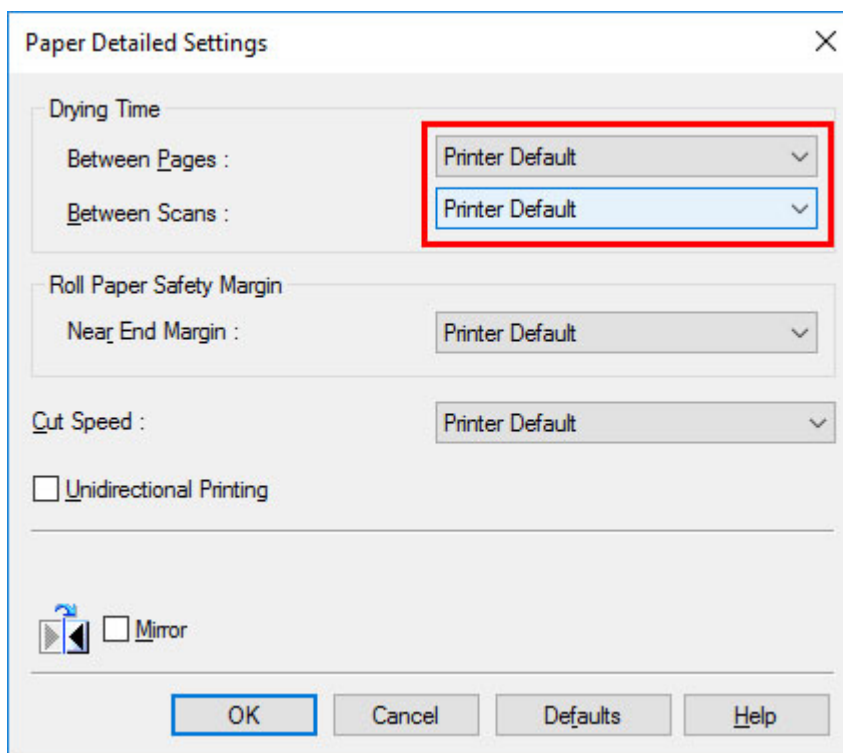 Paper Detailed Settings
Drying Time
Between Pages : Printer Default
Between Scans : Printer Default
Roll Paper Safety Margin
Near End Margin : Printer Default
Cut Speed : Printer Default
Unidirectional Printing
Mirror
OK Cancel Defaults Help